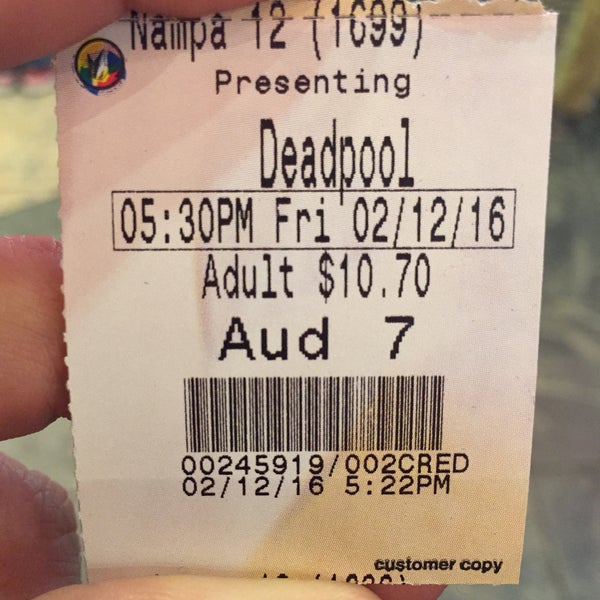 Nampa 12 (1699)
Presenting
Deadpool
05:30PM Fri 02/12/16
Adult $10.70
Aud 7
00245919/002CRED
02/12/16 5:22PM
customer copy